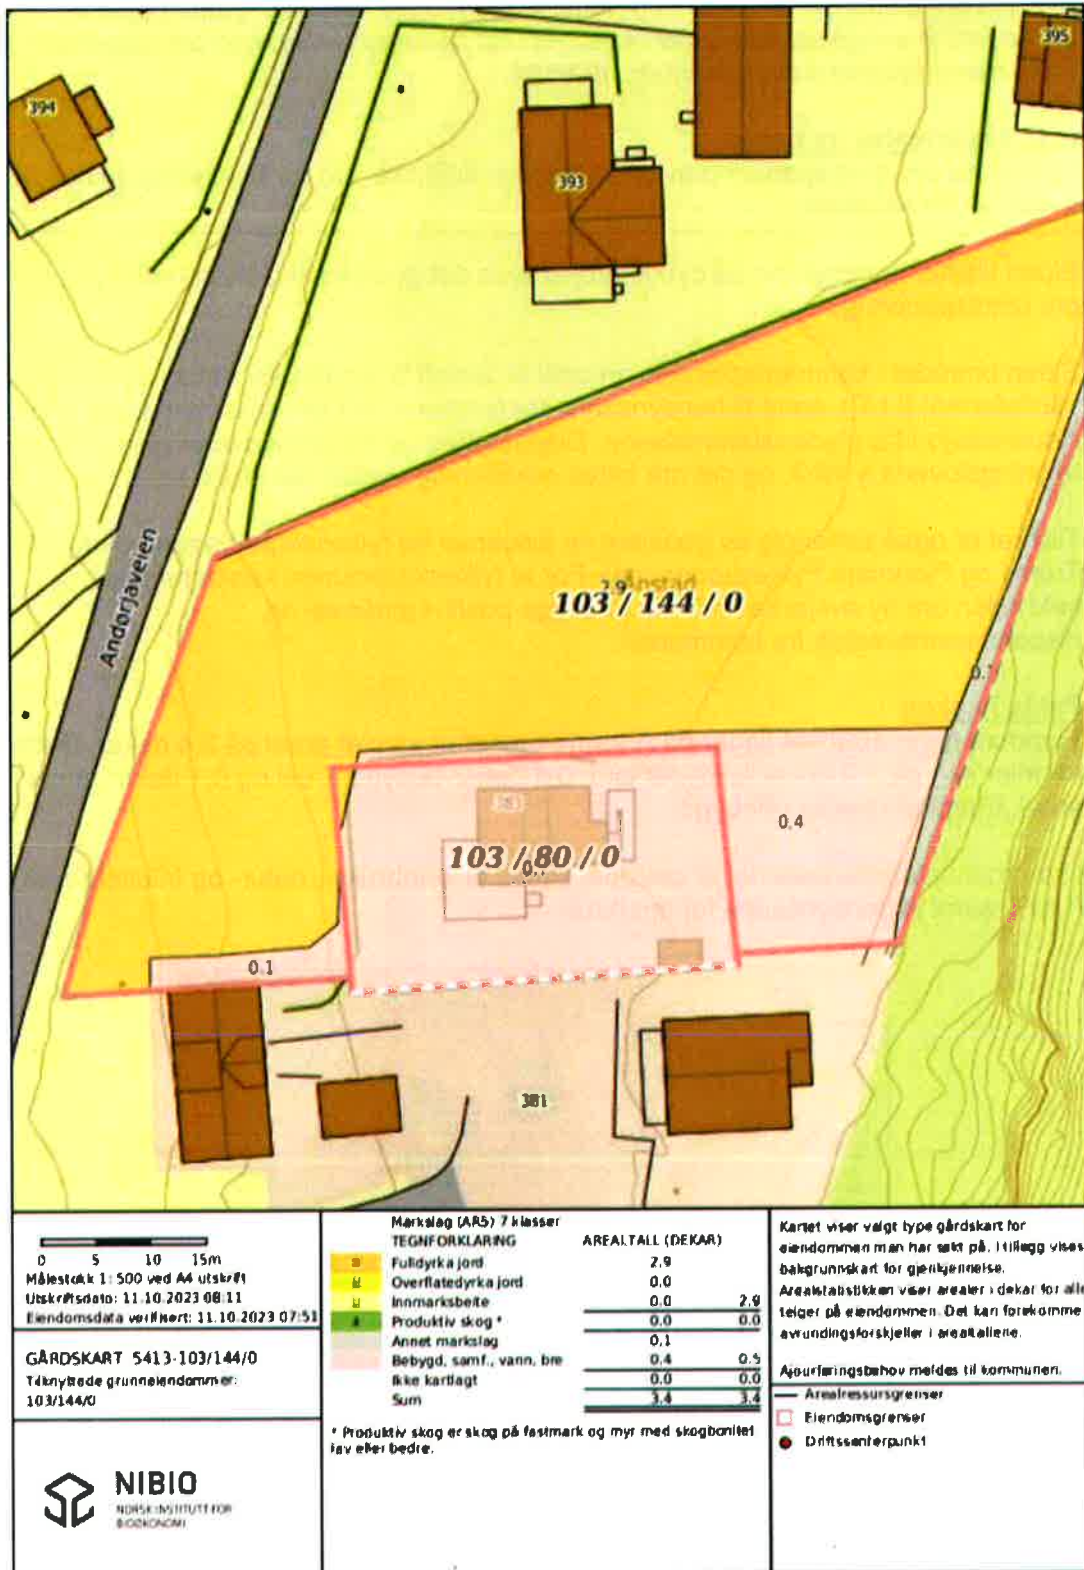 394
393
395
Andørjaveien
2.9
Ånstad
103 / 144 / 0
0.1
0.4
103 / 80 / 0
0.1
381
0 5 10 15m
Målestokk 1: 500 ved A4 utskrift
Utskriftsdato: 11.10.2023 08:11
Eiendomsdata verifisert: 11.10.2023 07:51
GÅRDSKART 5413-103/144/0
Tilknyttede grunneiendommer:
103/144/0
NIBIO
NORSK INSTITUTT FOR
BIOØKONOMI
Markslag (AR5) 7 klasser
TEGNFORKLARING AREALTALL (DEKAR)
Fulldyrka jord 2.9
Overflatedyrka jord 0.0
Innmarksbeite 0.0 2.9
Produktiv skog * 0.0 0.0
Annet markslag 0.1
Bebygd, samf., vann, bre 0.4 0.5
Ikke kartlagt 0.0 0.0
Sum 3.4 3.4
* Produktiv skog er skog på fastmark og myr med skogbonitet
lav eller bedre.
Kartet viser valgt type gårdskart for
eiendommen man har søkt på. I tillegg vises
bakgrunnskart for gjenkjennelse.
Arealstatistikken viser arealer i dekar for alle
teiger på eiendommen. Det kan forekomme
avrundingsforskjeller i arealtallene.
Ajourføringsbehov meldes til kommunen.
Arealressursgrenser
Eiendomsgrenser
Driftssenterpunkt